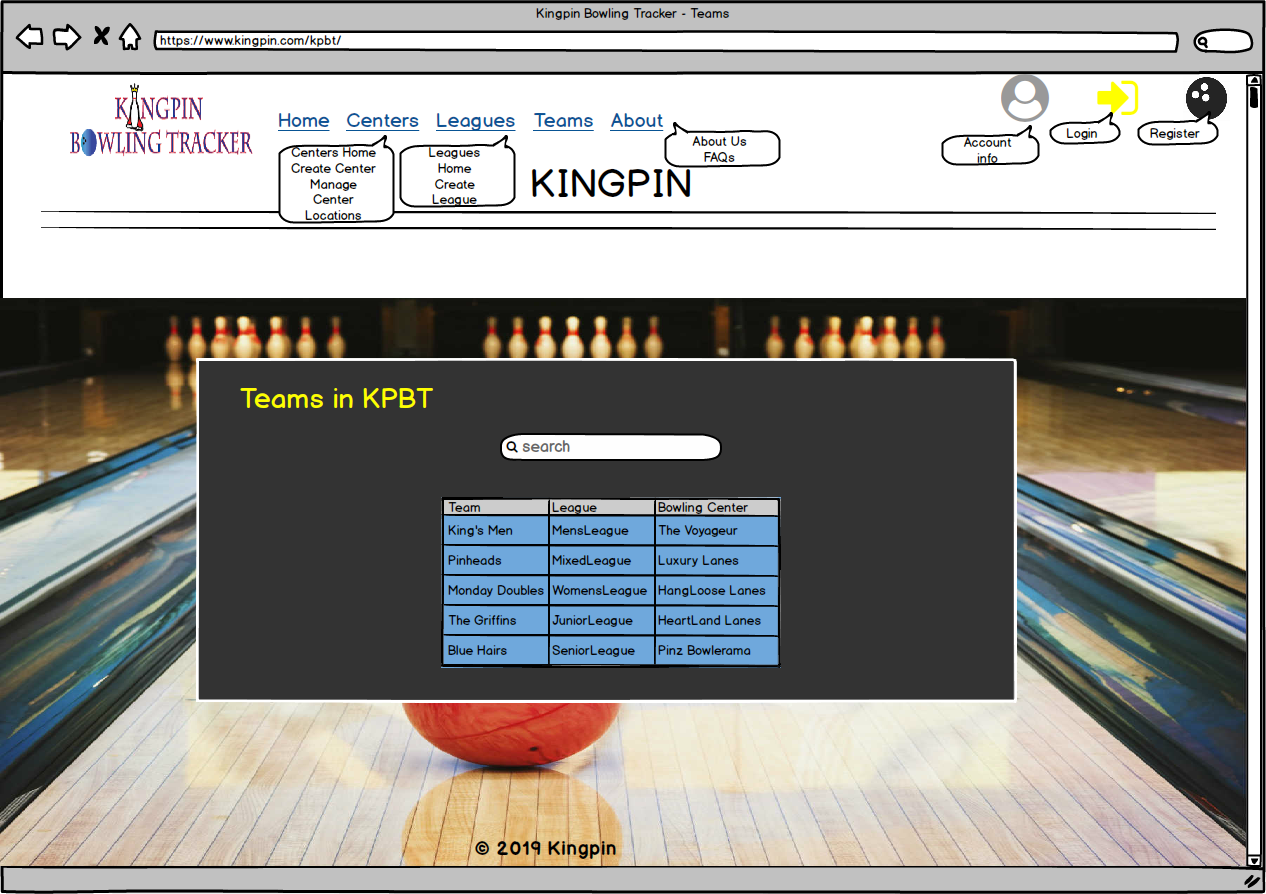 Kingpin Bowling Tracker - Teams
https://www.kingpin.com/kpbt/
KINGPIN
BOWLING TRACKER
Home Centers Leagues Teams About
Centers Home
Create Center
Manage
Center
Locations
Leagues
Home
Create
League
About Us
FAQs
Account
info
Login
Register
KINGPIN
Teams in KPBT
search
Team League Bowling Center
King's Men MensLeague The Voyageur
Pinheads MixedLeague Luxury Lanes
Monday Doubles WomensLeague HangLoose Lanes
The Griffins JuniorLeague HeartLand Lanes
Blue Hairs SeniorLeague Pinz Bowlerama
© 2019 Kingpin